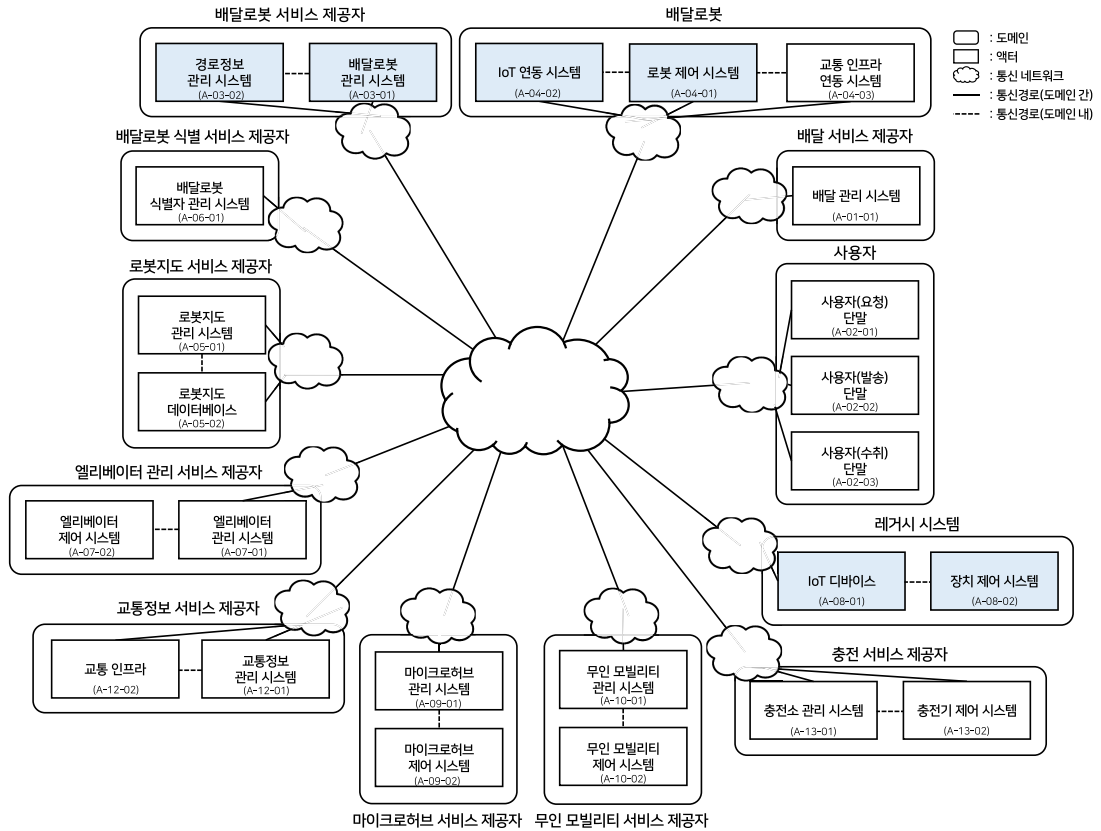 배달로봇 서비스 제공자
경로정보
관리 시스템
(A-03-02)
배달로봇
관리 시스템
(A-03-01)
배달로봇
IoT 연동 시스템
(A-04-02)
로봇 제어 시스템
(A-04-01)
교통 인프라
연동 시스템
(A-04-03)
: 도메인
: 액터
: 통신 네트워크
: 통신경로(도메인 간)
: 통신경로(도메인 내)
배달로봇 식별 서비스 제공자
배달로봇
식별자 관리 시스템
(A-06-01)
배달 서비스 제공자
배달 관리 시스템
(A-01-01)
로봇지도 서비스 제공자
로봇지도
관리 시스템
(A-05-01)
로봇지도
데이터베이스
(A-05-02)
사용자
사용자(요청)
단말
(A-02-01)
사용자(발송)
단말
(A-02-02)
사용자(수취)
단말
(A-02-03)
엘리베이터 관리 서비스 제공자
엘리베이터
제어 시스템
(A-07-02)
엘리베이터
관리 시스템
(A-07-01)
레거시 시스템
IoT 디바이스
(A-08-01)
장치 제어 시스템
(A-08-02)
교통정보 서비스 제공자
교통 인프라
(A-12-02)
교통정보
관리 시스템
(A-12-01)
마이크로허브
관리 시스템
(A-09-01)
마이크로허브
제어 시스템
(A-09-02)
마이크로허브 서비스 제공자
무인 모빌리티
관리 시스템
(A-10-01)
무인 모빌리티
제어 시스템
(A-10-02)
무인 모빌리티 서비스 제공자
충전 서비스 제공자
충전소 관리 시스템
(A-13-01)
충전기 제어 시스템
(A-13-02)